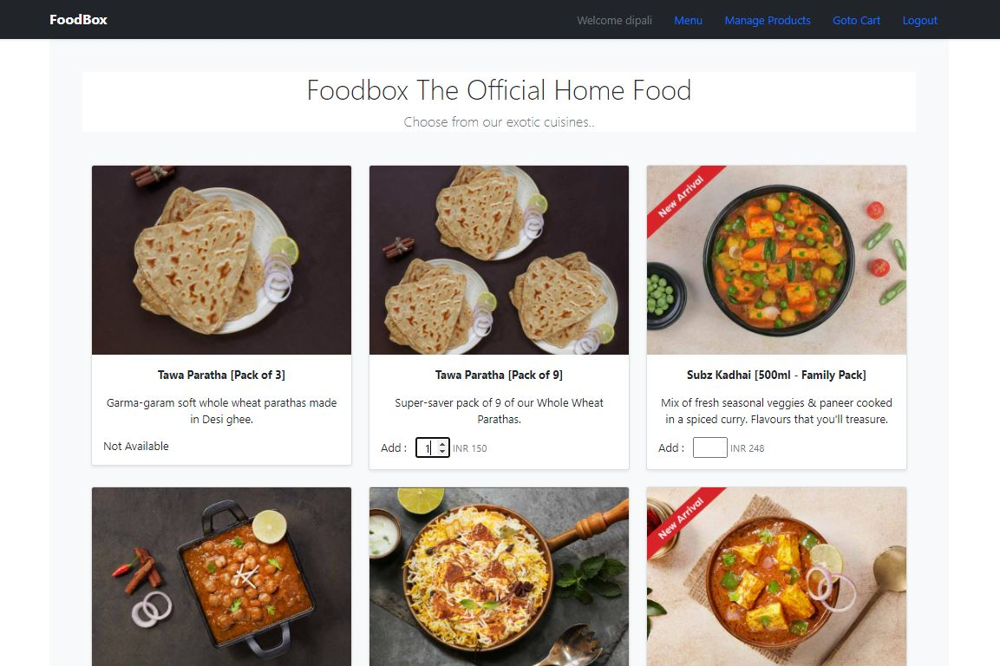 FoodBox
Welcome dipali
Menu
Manage Products
Goto Cart
Logout
Foodbox The Official Home Food
Choose from our exotic cuisines..
New Arrival
Tawa Paratha [Pack of 3]
Garma-garam soft whole wheat parathas made
in Desi ghee.
Not Available
Tawa Paratha [Pack of 9]
Super-saver pack of 9 of our Whole Wheat
Parathas.
Add : 1 INR 150
Subz Kadhai [500ml - Family Pack]
Mix of fresh seasonal veggies & paneer cooked
in a spiced curry. Flavours that you'll treasure.
Add : INR 248
New Arrival